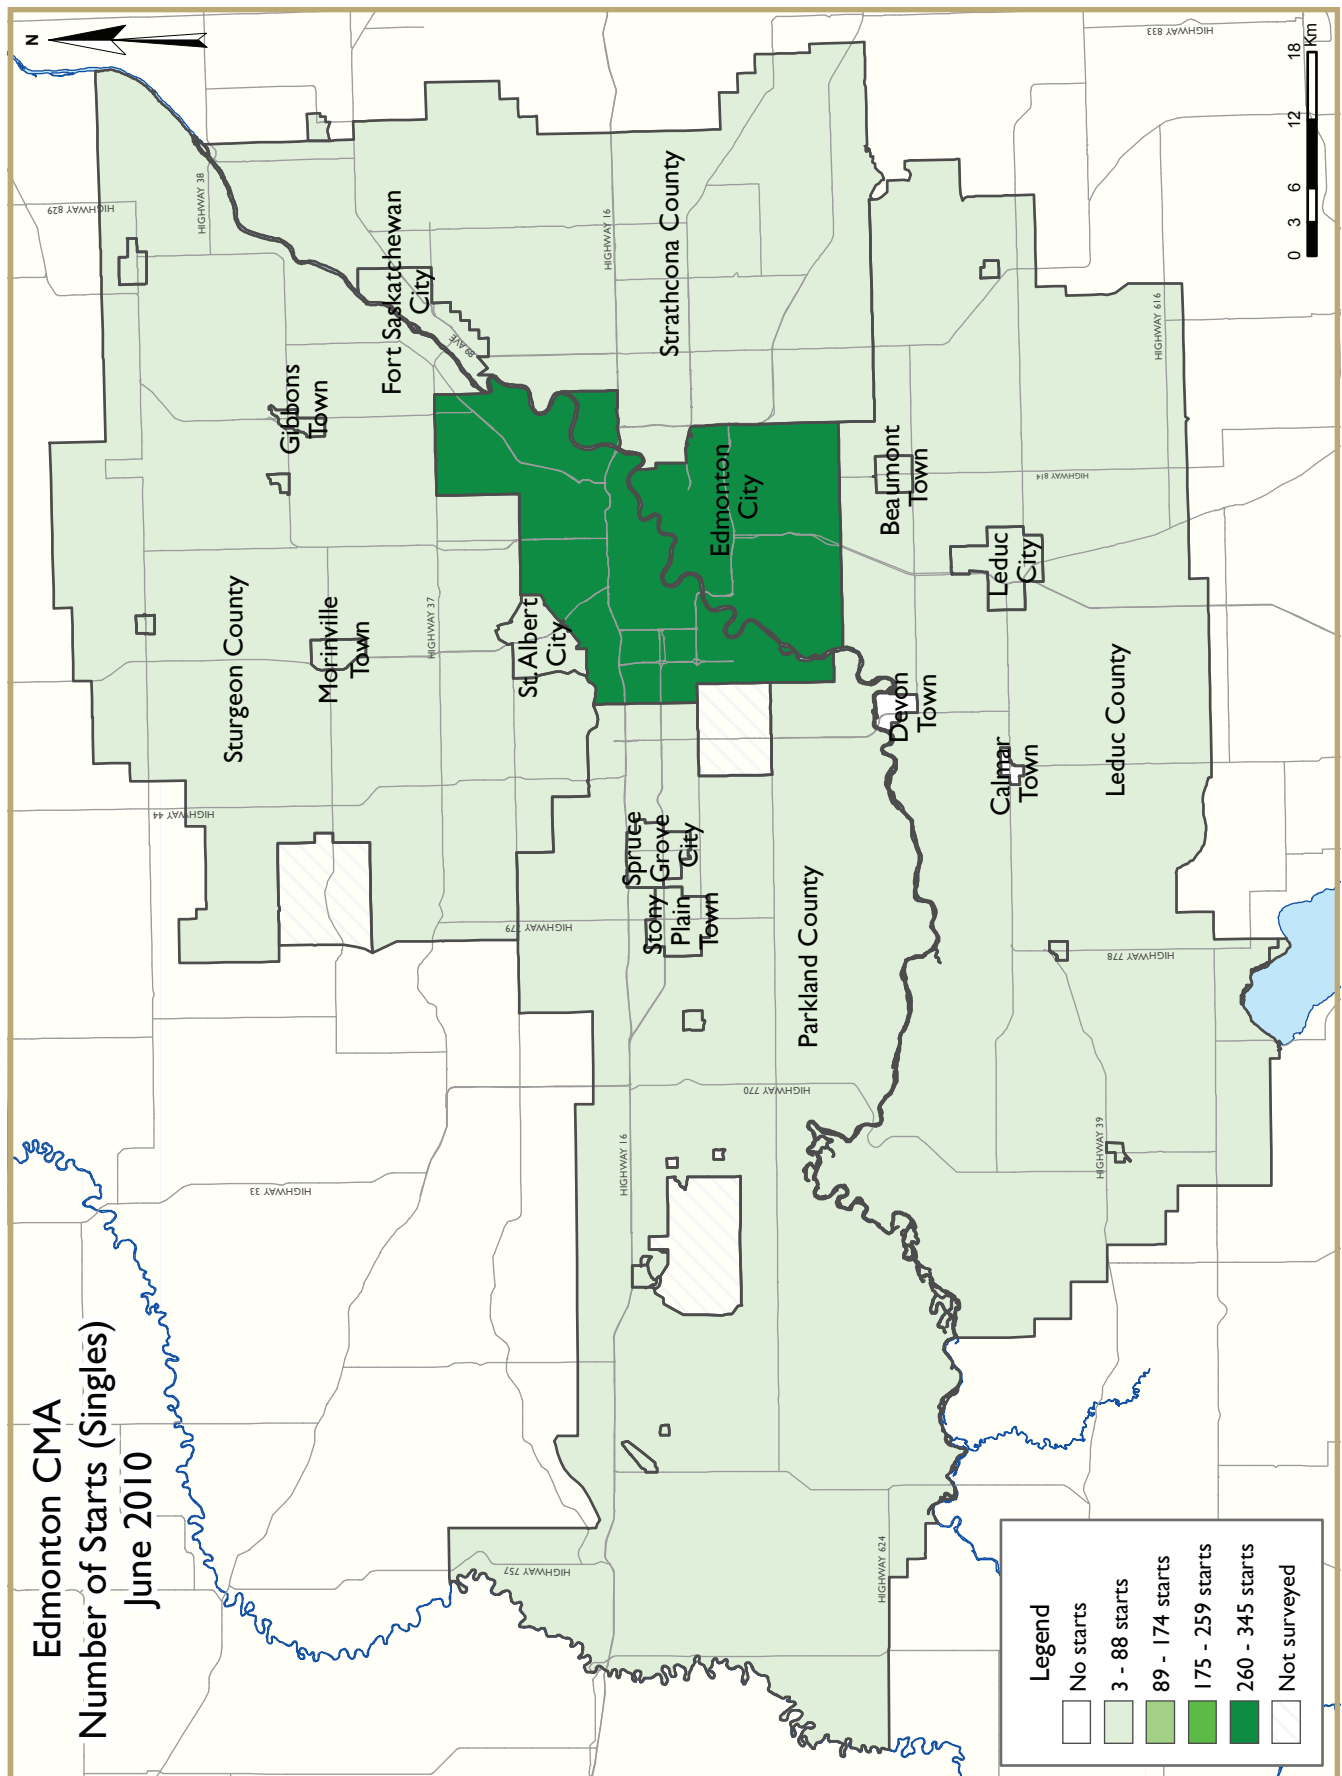 Edmonton CMA
Number of Starts (Singles)
June 2010
N
HIGHWAY 829
HIGHWAY 38
HIGHWAY 833
HIGHWAY 44
HIGHWAY 33
Sturgeon County
Gibbons
Town
Morinville
Town
Fort Saskatchewan
City
89 AVE
HIGHWAY 37
St. Albert
City
HIGHWAY 779
HIGHWAY 16
Strathcona County
Edmonton
City
Spruce
Grove
City
Stony
Plain
Town
HIGHWAY 16
HIGHWAY 757
HIGHWAY 770
Parkland County
HIGHWAY 624
Beaumont
Town
Devon
Town
Leduc
City
Calmar
Town
HIGHWAY 814
HIGHWAY 616
Leduc County
HIGHWAY 778
HIGHWAY 39
0 3 6 12 18
Km
Legend
No starts
3 - 88 starts
89 - 174 starts
175 - 259 starts
260 - 345 starts
Not surveyed